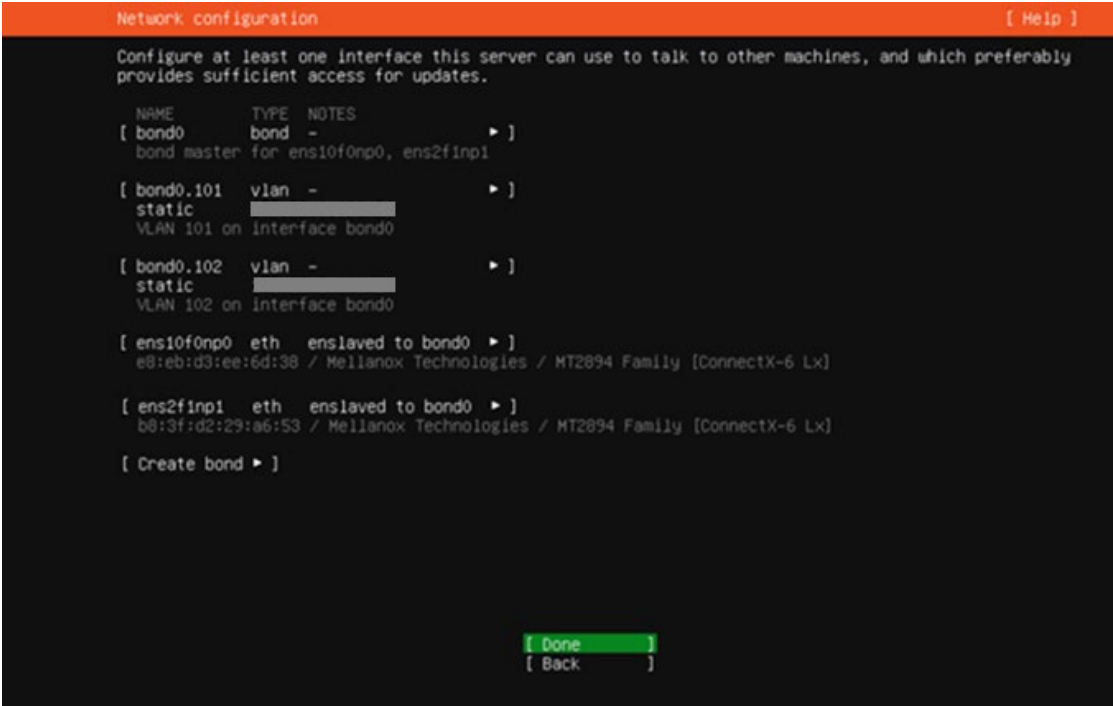 Network configuration [ Help ]
Configure at least one interface this server can use to talk to other machines, and which preferably
provides sufficient access for updates.
NAME TYPE NOTES
[ bond0 bond - ▸ ]
bond master for ens10f0np0, ens2f1np1
[ bond0.101 vlan - ▸ ]
static
VLAN 101 on interface bond0
[ bond0.102 vlan - ▸ ]
static
VLAN 102 on interface bond0
[ ens10f0np0 eth enslaved to bond0 ▸ ]
e8:eb:d3:ee:6d:38 / Mellanox Technologies / MT2894 Family [ConnectX-6 Lx]
[ ens2f1np1 eth enslaved to bond0 ▸ ]
b8:3f:d2:29:a6:53 / Mellanox Technologies / MT2894 Family [ConnectX-6 Lx]
[ Create bond ▸ ]
[ Done ]
[ Back ]